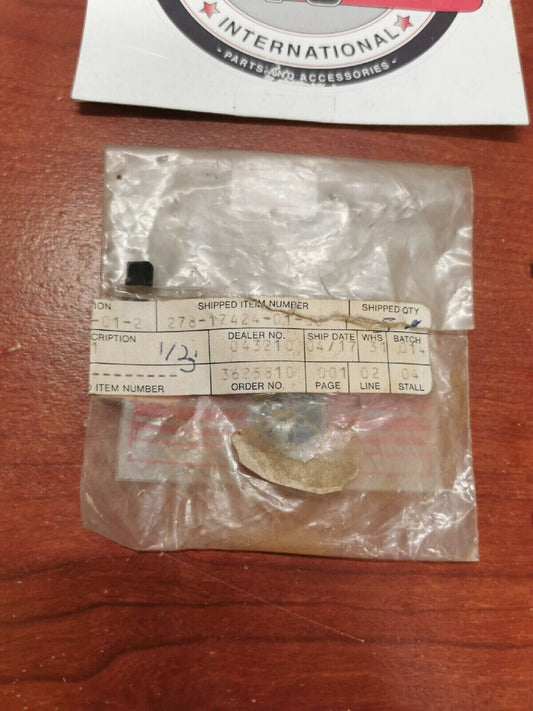 INTERNATIONAL
- PARTS AND ACCESSORIES -
ION SHIPPED ITEM NUMBER SHIPPED QTY
-01-2 278-17424-01
CRIPTION DEALER NO. SHIP DATE WHS BATCH
1/23 043210 04/17 31 014
3625810 001 02 04
D ITEM NUMBER ORDER NO. PAGE LINE STALL